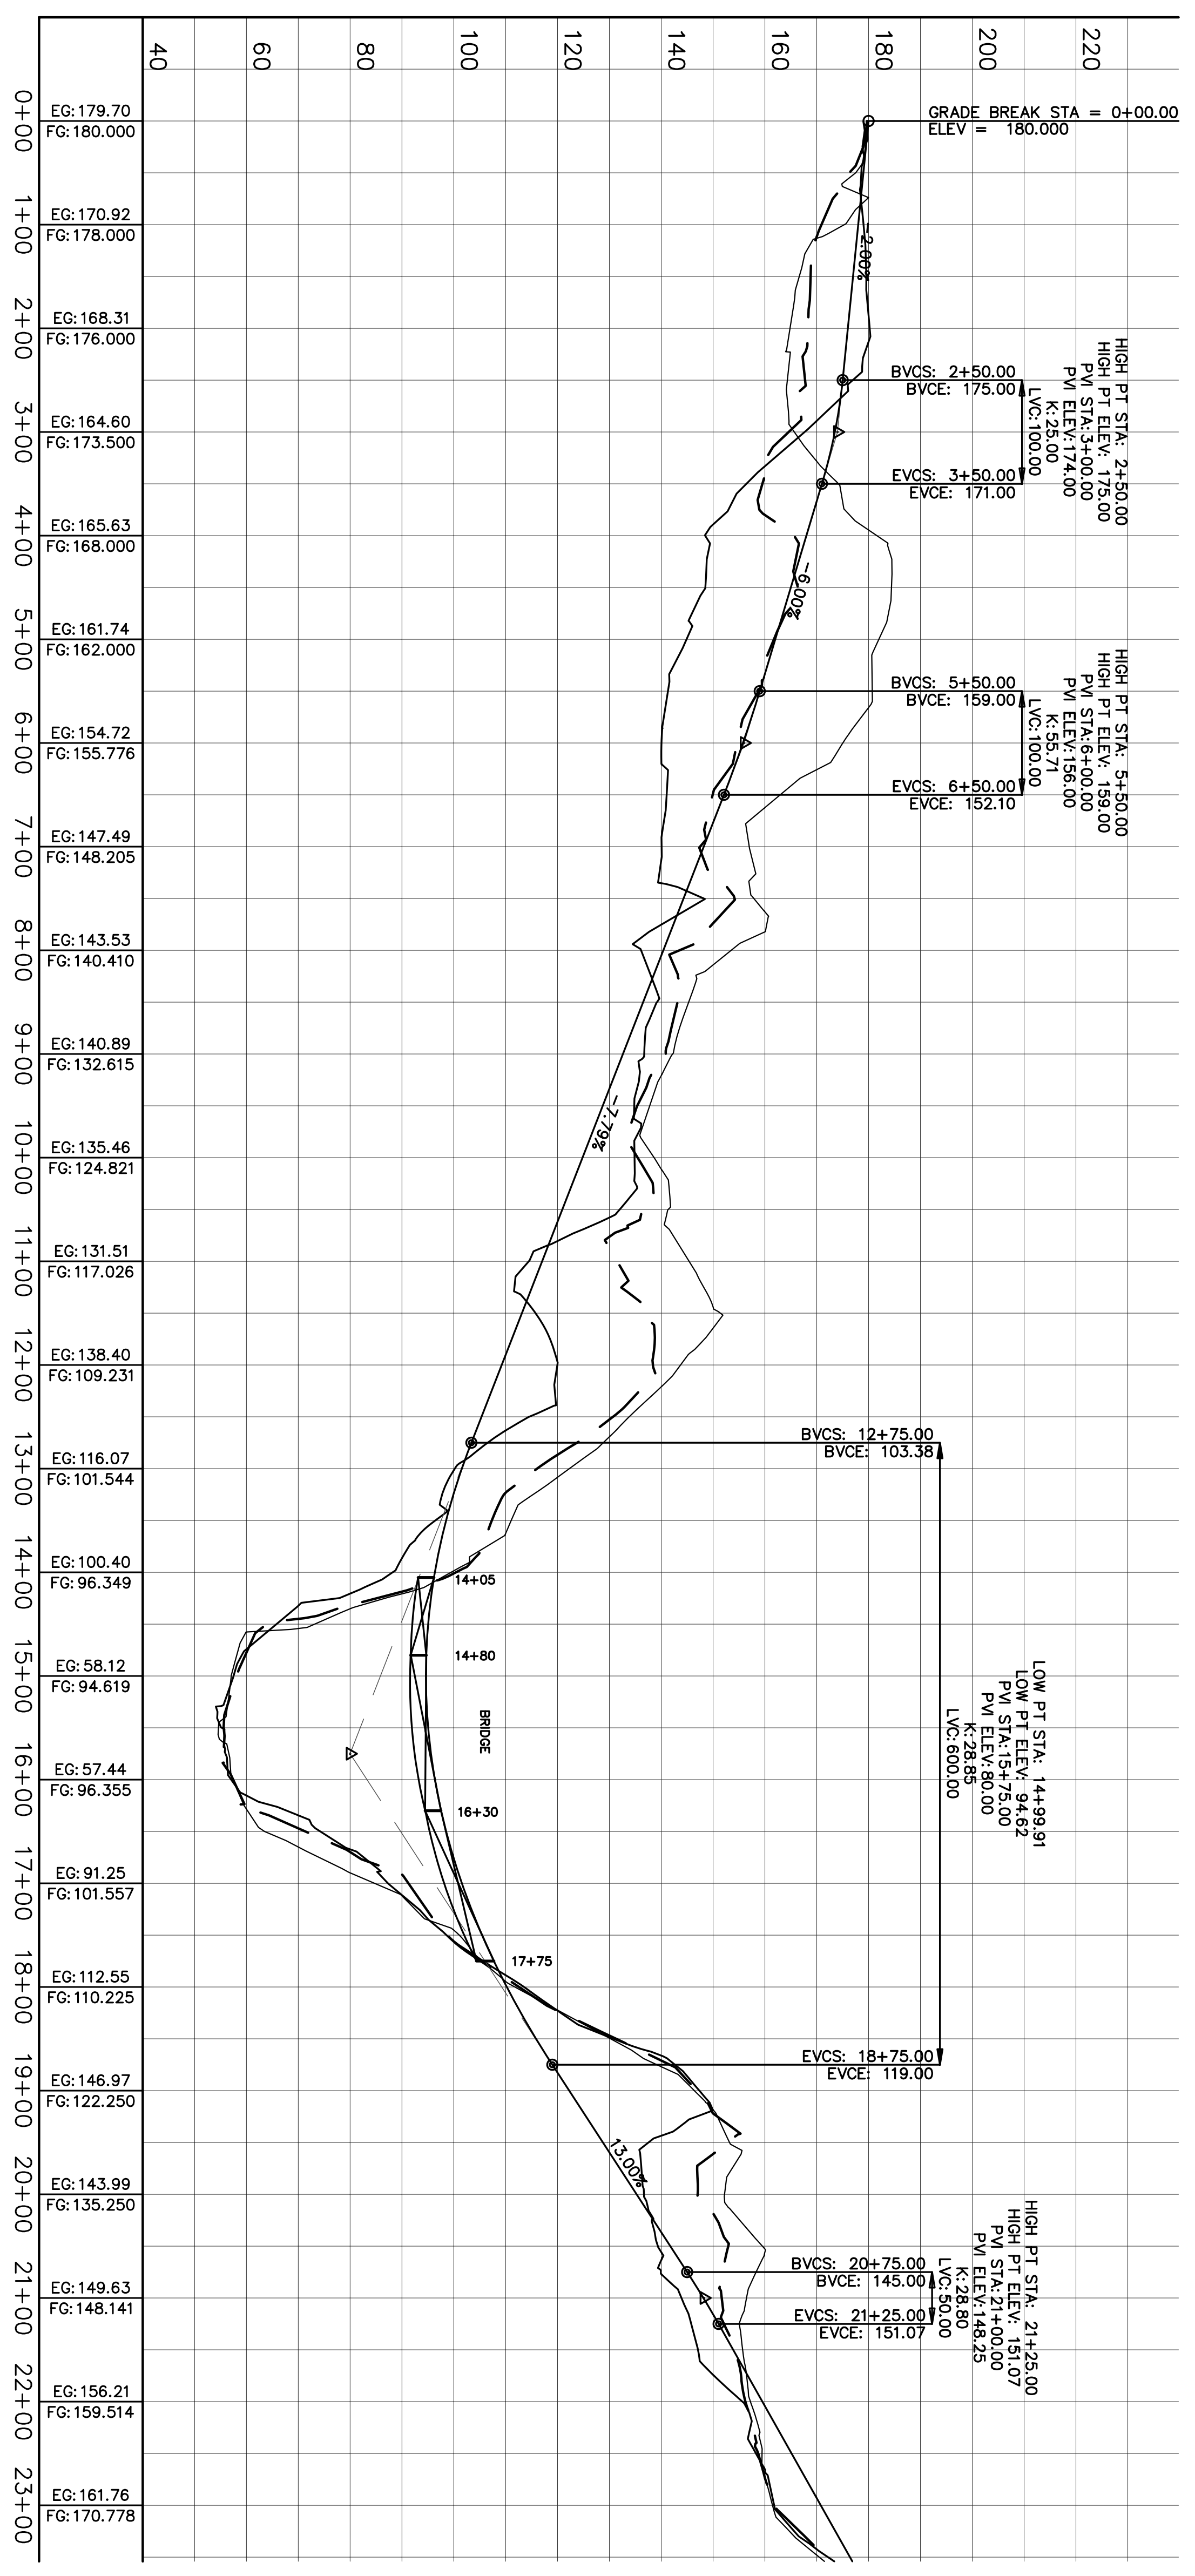 40
60
80
100
120
140
160
180
200
220
0+00
EG: 179.70
FG: 180.000
GRADE BREAK STA = 0+00.00
ELEV = 180.000
1+00
EG: 170.92
FG: 178.000
-2.00%
2+00
EG: 168.31
FG: 176.000
HIGH PT STA: 2+50.00
HIGH PT ELEV: 175.00
PVI STA:3+00.00
PVI ELEV:174.00
K:25.00
LVC:100.00
BVCS: 2+50.00
BVCE: 175.00
3+00
EG: 164.60
FG: 173.500
EVCS: 3+50.00
EVCE: 171.00
4+00
EG: 165.63
FG: 168.000
-6.00%
5+00
EG: 161.74
FG: 162.000
HIGH PT STA: 5+50.00
HIGH PT ELEV: 159.00
PVI STA:6+00.00
PVI ELEV:156.00
K:55.71
LVC:100.00
BVCS: 5+50.00
BVCE: 159.00
6+00
EG: 154.72
FG: 155.776
EVCS: 6+50.00
EVCE: 152.10
7+00
EG: 147.49
FG: 148.205
8+00
EG: 143.53
FG: 140.410
9+00
EG: 140.89
FG: 132.615
-7.79%
10+00
EG: 135.46
FG: 124.821
11+00
EG: 131.51
FG: 117.026
12+00
EG: 138.40
FG: 109.231
BVCS: 12+75.00
BVCE: 103.38
13+00
EG: 116.07
FG: 101.544
14+00
EG: 100.40
FG: 96.349
14+05
14+80
LOW PT STA: 14+99.91
LOW PT ELEV: 94.62
PVI STA:15+75.00
PVI ELEV:80.00
K:28.85
LVC:600.00
15+00
EG: 58.12
FG: 94.619
BRIDGE
16+00
EG: 57.44
FG: 96.355
16+30
17+00
EG: 91.25
FG: 101.557
17+75
18+00
EG: 112.55
FG: 110.225
EVCS: 18+75.00
EVCE: 119.00
19+00
EG: 146.97
FG: 122.250
13.00%
20+00
EG: 143.99
FG: 135.250
HIGH PT STA: 21+25.00
HIGH PT ELEV: 151.07
PVI STA:21+00.00
PVI ELEV:148.25
K:28.80
LVC:50.00
BVCS: 20+75.00
BVCE: 145.00
21+00
EG: 149.63
FG: 148.141
EVCS: 21+25.00
EVCE: 151.07
22+00
EG: 156.21
FG: 159.514
23+00
EG: 161.76
FG: 170.778